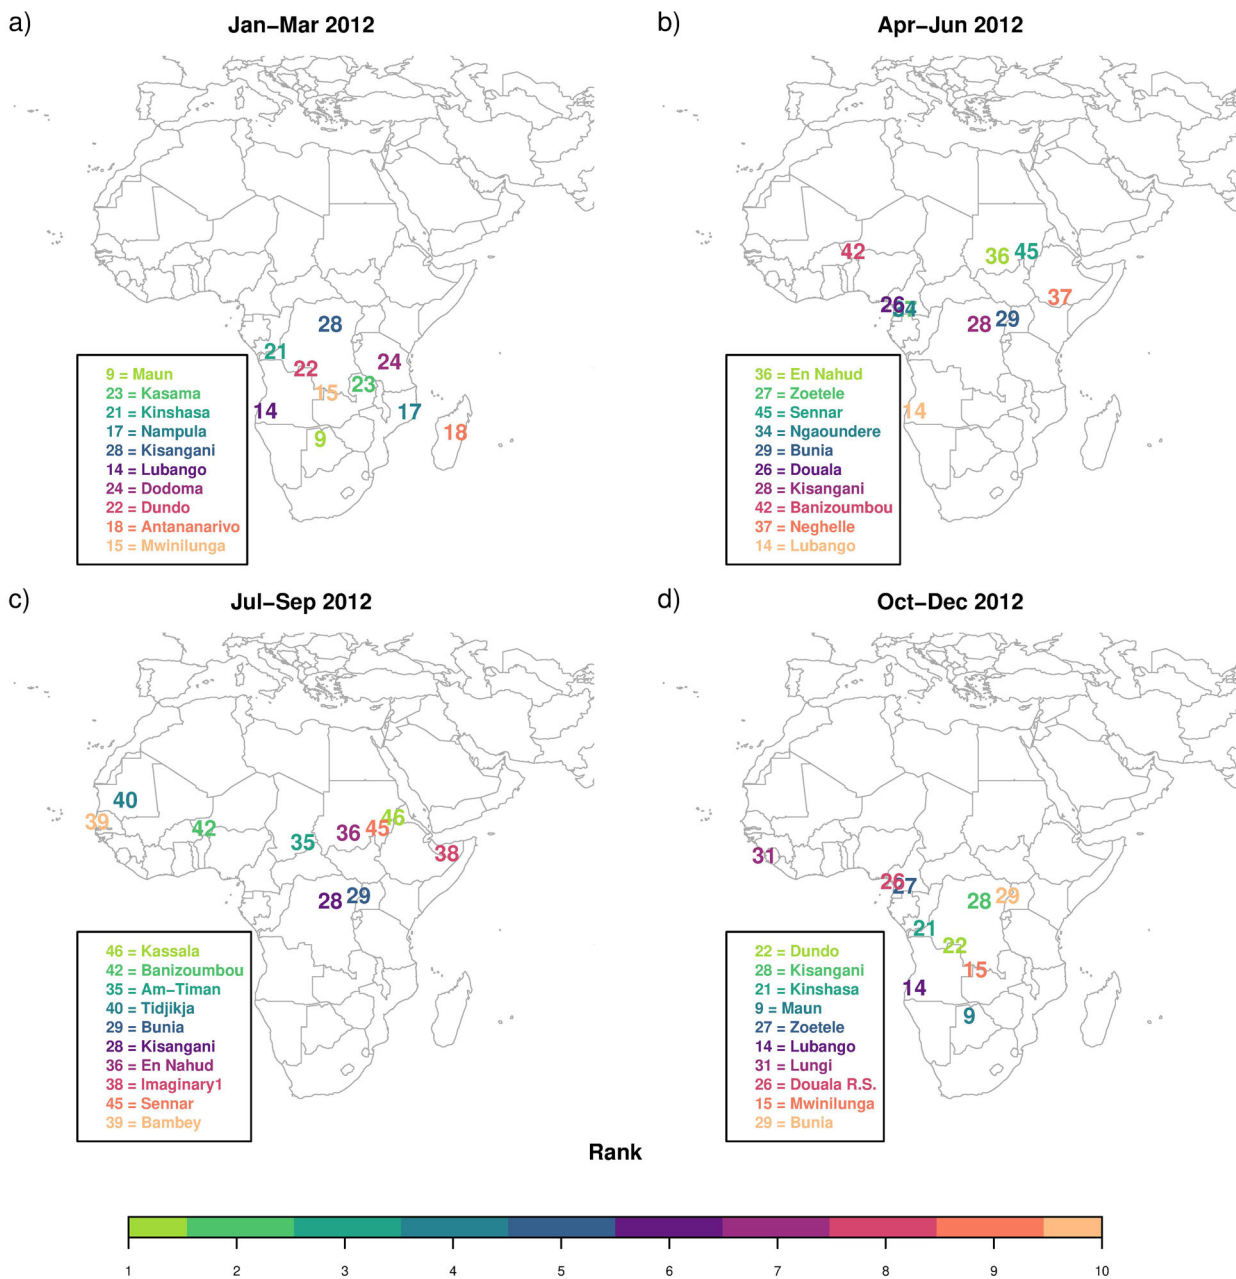 a)
Jan–Mar 2012
28
21
24
22
23
15
14
17
9
18
9 = Maun
23 = Kasama
21 = Kinshasa
17 = Nampula
28 = Kisangani
14 = Lubango
24 = Dodoma
22 = Dundo
18 = Antananarivo
15 = Mwinilunga
b)
Apr–Jun 2012
42
36
45
37
26
34
28
29
14
36 = En Nahud
27 = Zoetele
45 = Sennar
34 = Ngaoundere
29 = Bunia
26 = Douala
28 = Kisangani
42 = Banizoumbou
37 = Neghelle
14 = Lubango
c)
Jul–Sep 2012
40
39
42
46
45
36
35
38
28
29
46 = Kassala
42 = Banizoumbou
35 = Am–Timan
40 = Tidjikja
29 = Bunia
28 = Kisangani
36 = En Nahud
38 = Imaginary1
45 = Sennar
39 = Bambey
d)
Oct–Dec 2012
31
26
27
28
29
21
22
15
14
9
22 = Dundo
28 = Kisangani
21 = Kinshasa
9 = Maun
27 = Zoetele
14 = Lubango
31 = Lungi
26 = Douala R.S.
15 = Mwinilunga
29 = Bunia
Rank
1 2 3 4 5 6 7 8 9 10